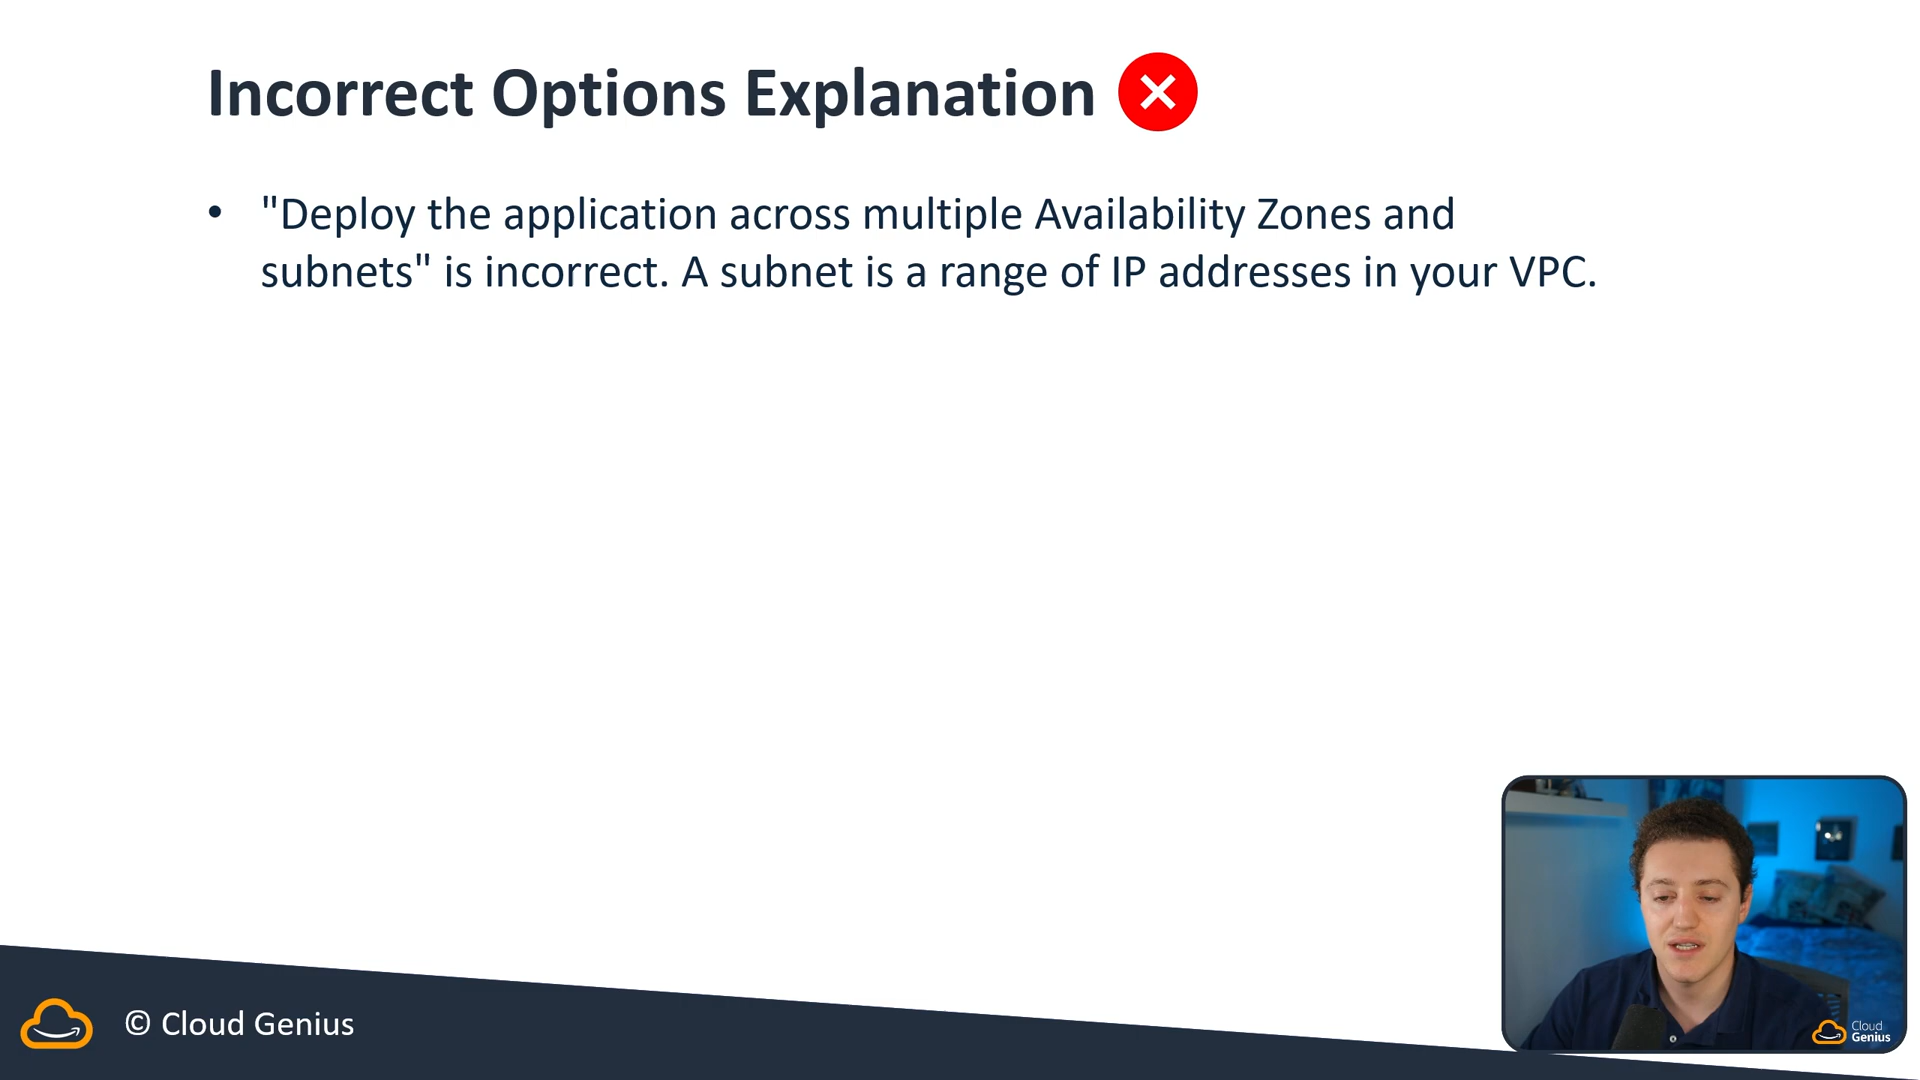 Incorrect Options Explanation
• "Deploy the application across multiple Availability Zones and
subnets" is incorrect. A subnet is a range of IP addresses in your VPC.
© Cloud Genius
Cloud
Genius